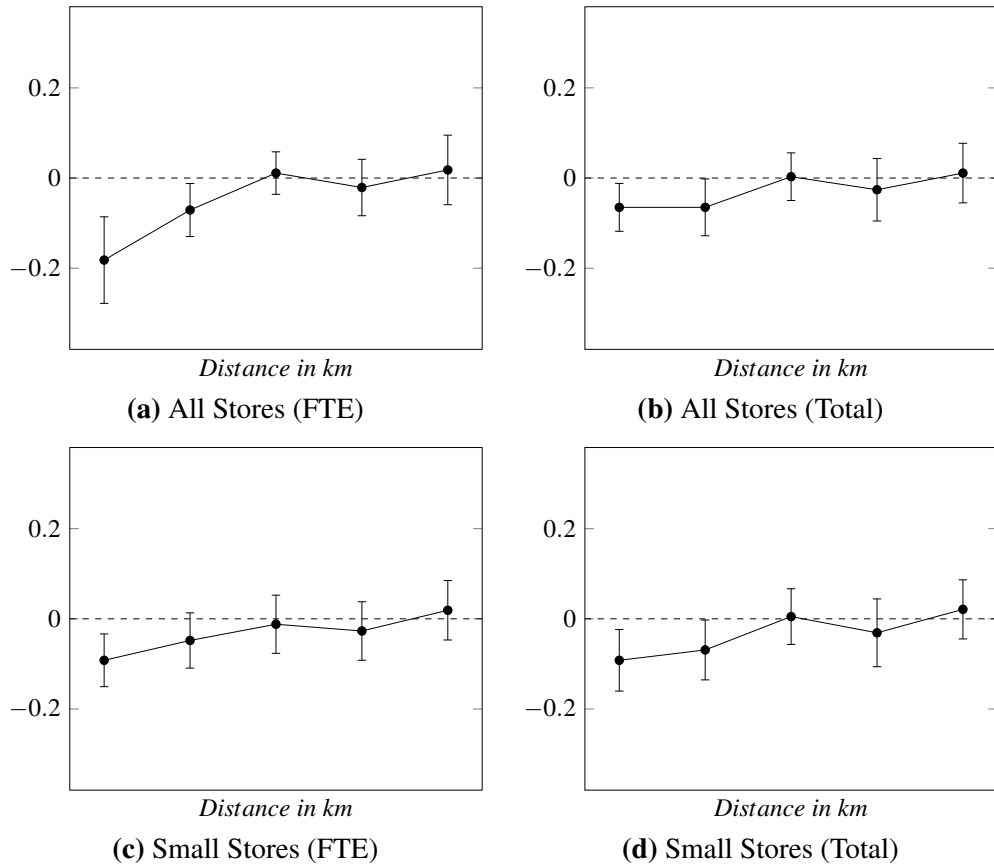 0.2
0
−0.2
Distance in km
(a) All Stores (FTE)
0.2
0
−0.2
Distance in km
(b) All Stores (Total)
0.2
0
−0.2
Distance in km
(c) Small Stores (FTE)
0.2
0
−0.2
Distance in km
(d) Small Stores (Total)